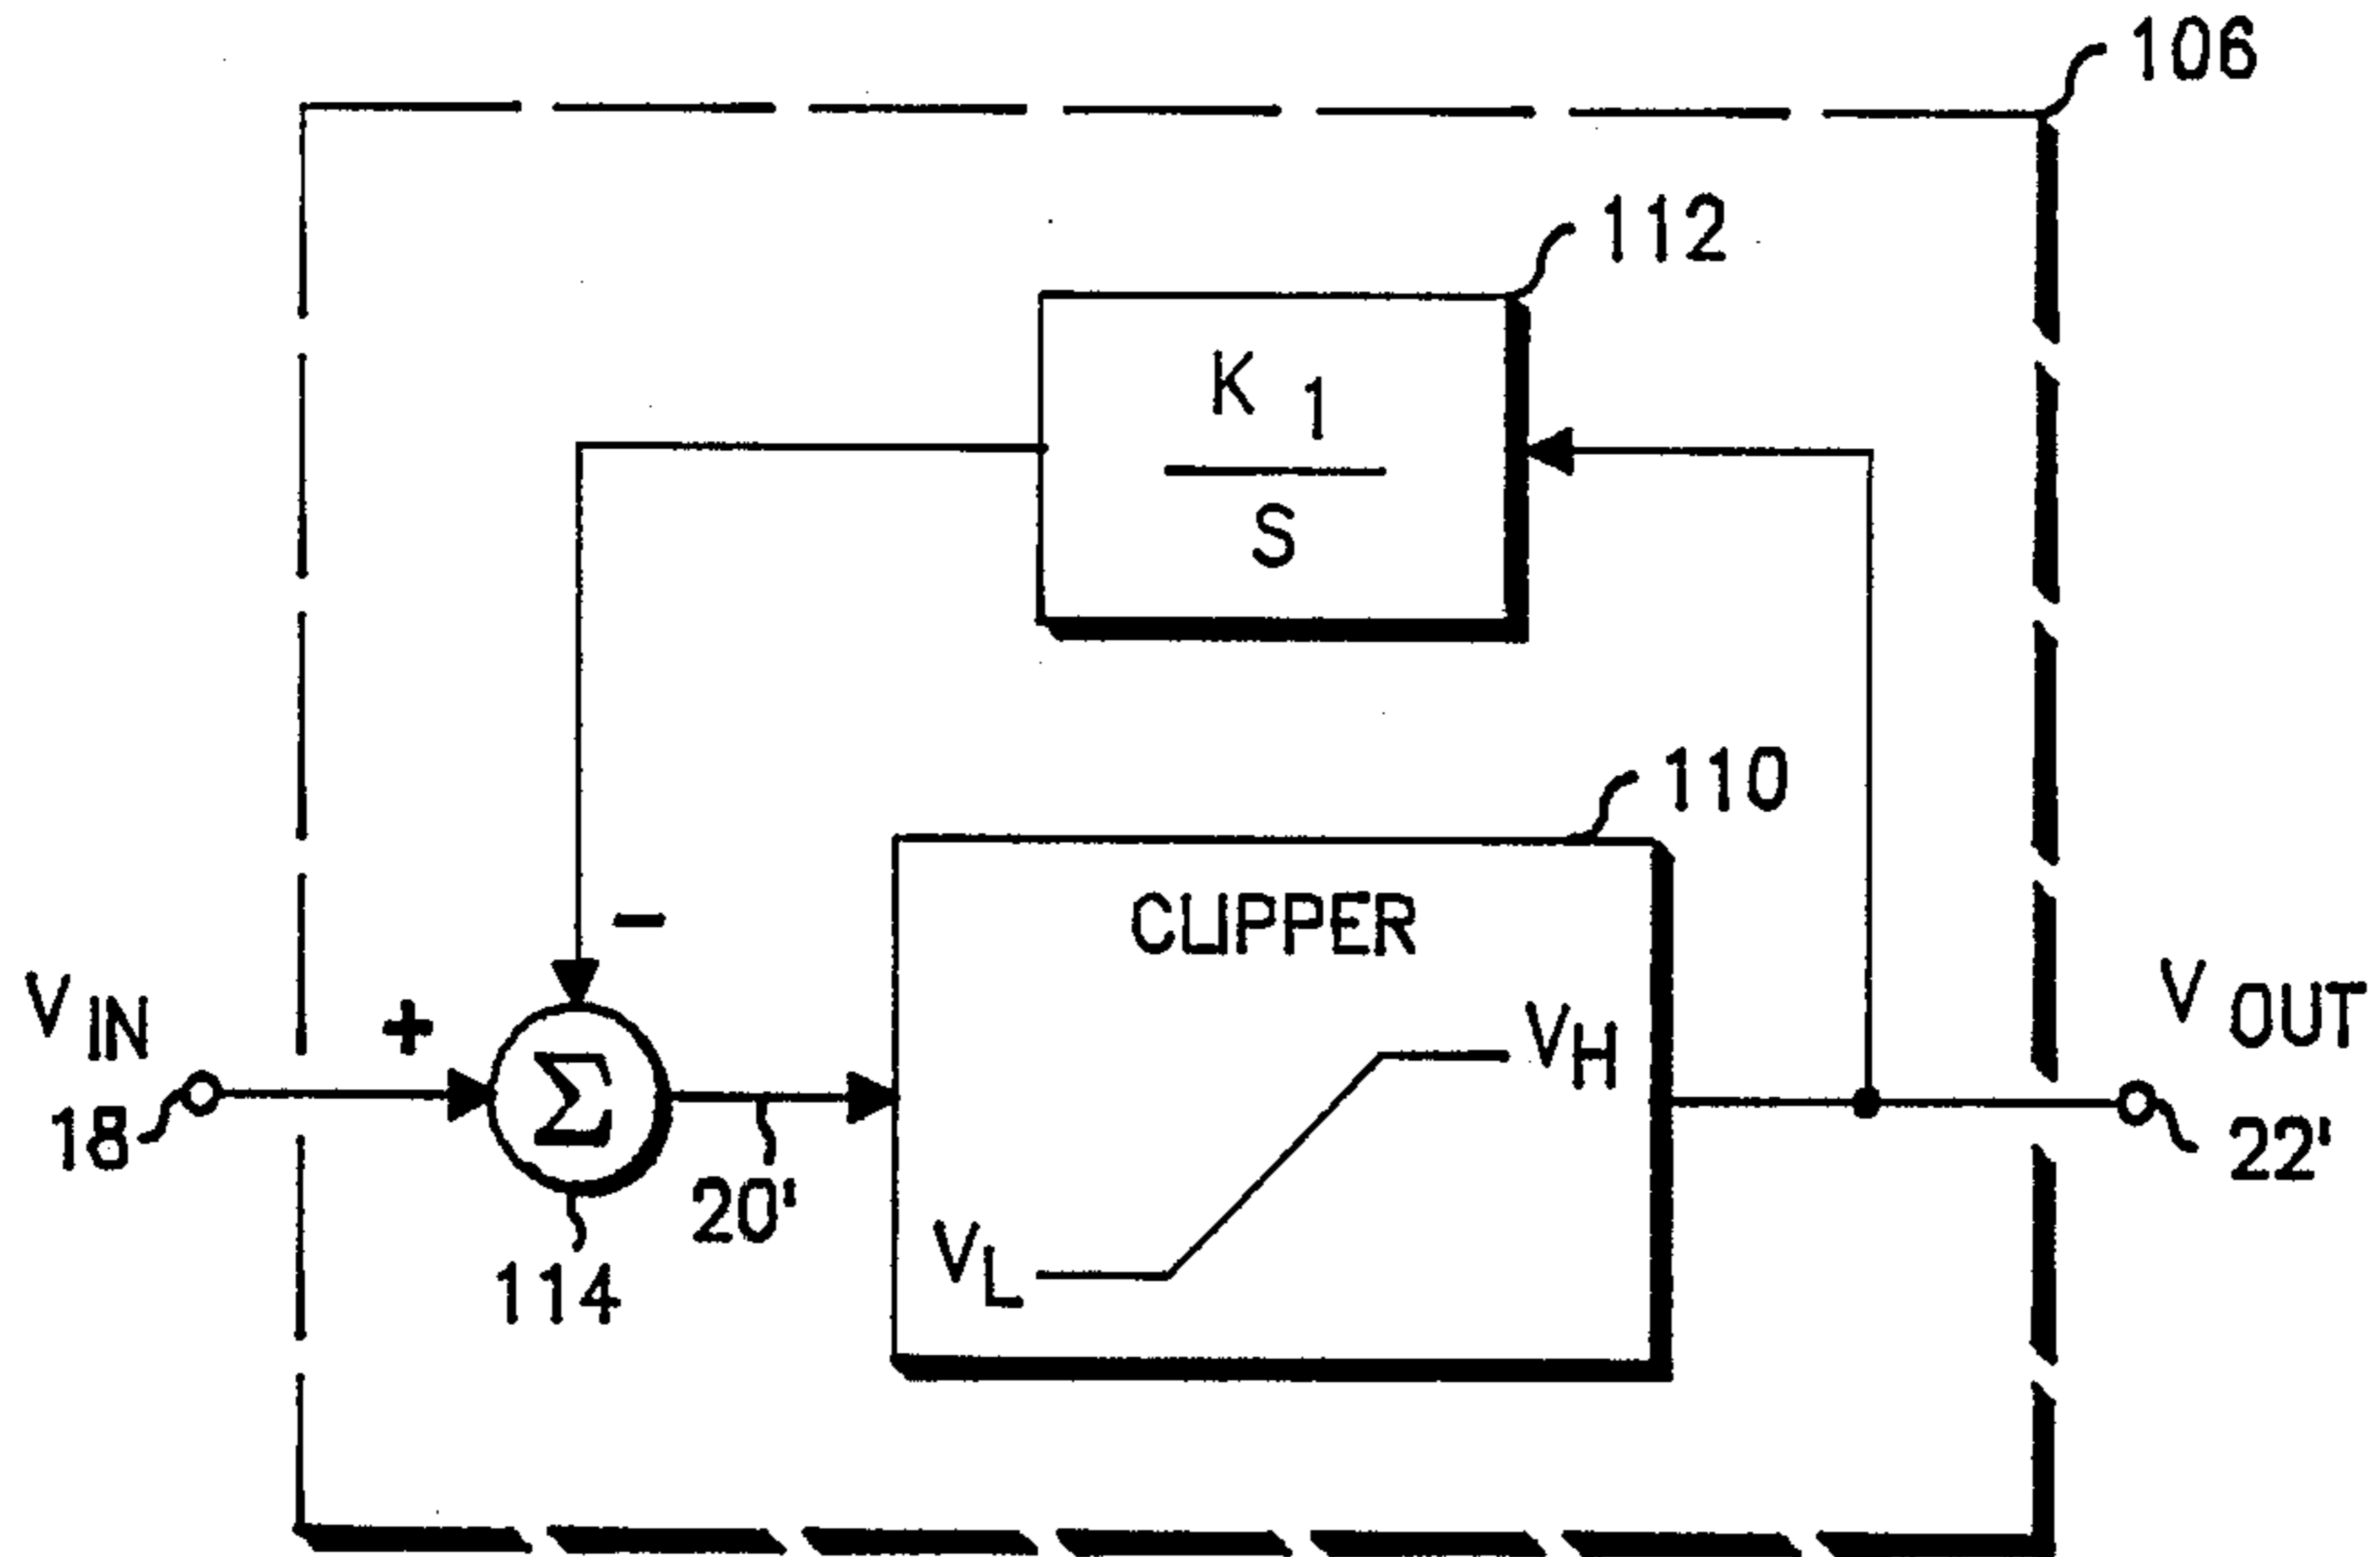 106
112
K 1
S
110
CLIPPER
V IN
+
-
V H
V OUT
Σ
18
20'
22'
V L
114